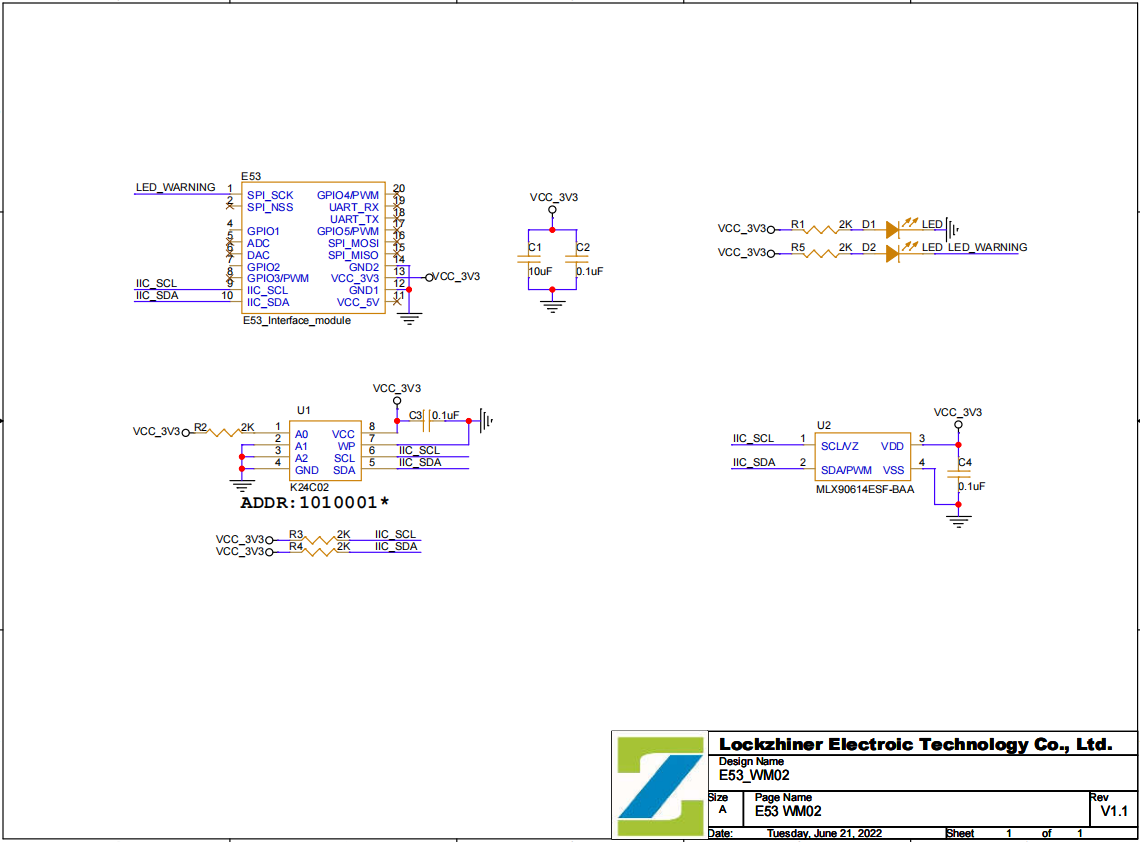 E53
LED_WARNING 1 SPI_SCK GPIO4/PWM 20
2 SPI_NSS UART_RX 19
UART_TX 18
4 GPIO1 GPIO5/PWM 17
5 ADC SPI_MOSI 16
6 DAC SPI_MISO 15
7 GPIO2 GND2 14
8 GPIO3/PWM VCC_3V3 13 VCC_3V3
IIC_SCL 9 IIC_SCL GND1 12
IIC_SDA 10 IIC_SDA VCC_5V 11
E53_Interface_module
VCC_3V3
C1 C2
10uF 0.1uF
VCC_3V3 R1 2K D1 LED
VCC_3V3 R5 2K D2 LED LED_WARNING
VCC_3V3
U1 C3 0.1uF
VCC_3V3 R2 2K 1 A0 VCC 8
2 A1 WP 7
3 A2 SCL 6 IIC_SCL
4 GND SDA 5 IIC_SDA
K24C02
ADDR:1010001*
VCC_3V3 R3 2K IIC_SCL
VCC_3V3 R4 2K IIC_SDA
VCC_3V3
U2
IIC_SCL 1 SCL/VZ VDD 3
IIC_SDA 2 SDA/PWM VSS 4 C4
MLX90614ESF-BAA 0.1uF
Lockzhiner Electroic Technology Co., Ltd.
Design Name
E53_WM02
Size Page Name Rev
A E53 WM02 V1.1
Date: Tuesday, June 21, 2022 Sheet 1 of 1